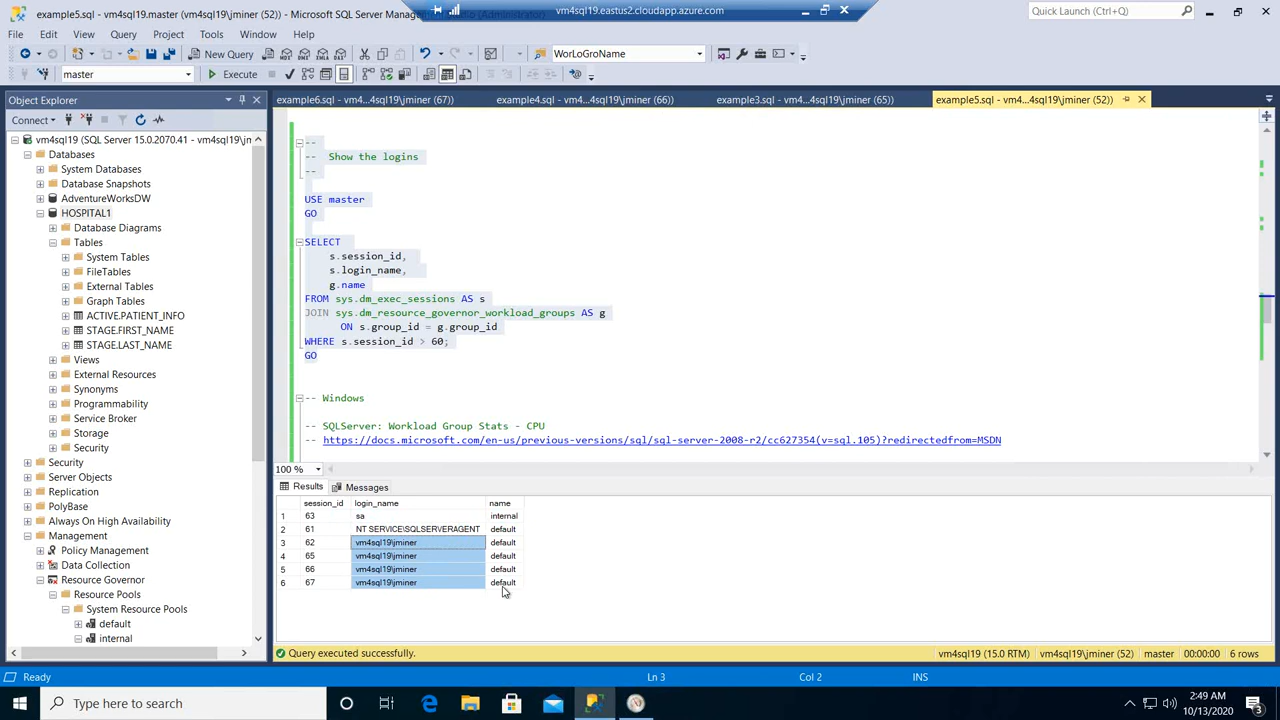 example5.sql - vm4sql19.master (vm4sql19\jminer (52)) - Microsoft SQL Server Management Studio (Administrator)
vm4sql19.eastus2.cloudapp.azure.com
Quick Launch (Ctrl+Q)
File Edit View Query Project Tools Window Help
New Query
WorLoGroName
master
Execute
Object Explorer
example6.sql - vm4...4sql19\jminer (67))
example4.sql - vm4...4sql19\jminer (66))
example3.sql - vm4...4sql19\jminer (65))
example5.sql - vm4...4sql19\jminer (52))
Connect
vm4sql19 (SQL Server 15.0.2070.41 - vm4sql19\jm
Databases
System Databases
Database Snapshots
AdventureWorksDW
HOSPITAL1
Database Diagrams
Tables
System Tables
FileTables
External Tables
Graph Tables
ACTIVE.PATIENT_INFO
STAGE.FIRST_NAME
STAGE.LAST_NAME
Views
External Resources
Synonyms
Programmability
Service Broker
Storage
Security
Security
Server Objects
Replication
PolyBase
Always On High Availability
Management
Policy Management
Data Collection
Resource Governor
Resource Pools
System Resource Pools
default
internal
--
-- Show the logins
--
USE master
GO
SELECT
s.session_id,
s.login_name,
g.name
FROM sys.dm_exec_sessions AS s
JOIN sys.dm_resource_governor_workload_groups AS g
ON s.group_id = g.group_id
WHERE s.session_id > 60;
GO
-- Windows
-- SQLServer: Workload Group Stats - CPU
-- https://docs.microsoft.com/en-us/previous-versions/sql/sql-server-2008-r2/cc627354(v=sql.105)?redirectedfrom=MSDN
100 %
Results Messages
session_id login_name name
1 63 sa internal
2 61 NT SERVICE\SQLSERVERAGENT default
3 62 vm4sql19\jminer default
4 65 vm4sql19\jminer default
5 66 vm4sql19\jminer default
6 67 vm4sql19\jminer default
Query executed successfully.
vm4sql19 (15.0 RTM) vm4sql19\jminer (52) master 00:00:00 6 rows
Ready Ln 3 Col 2 INS
Type here to search
2:49 AM
10/13/2020
3